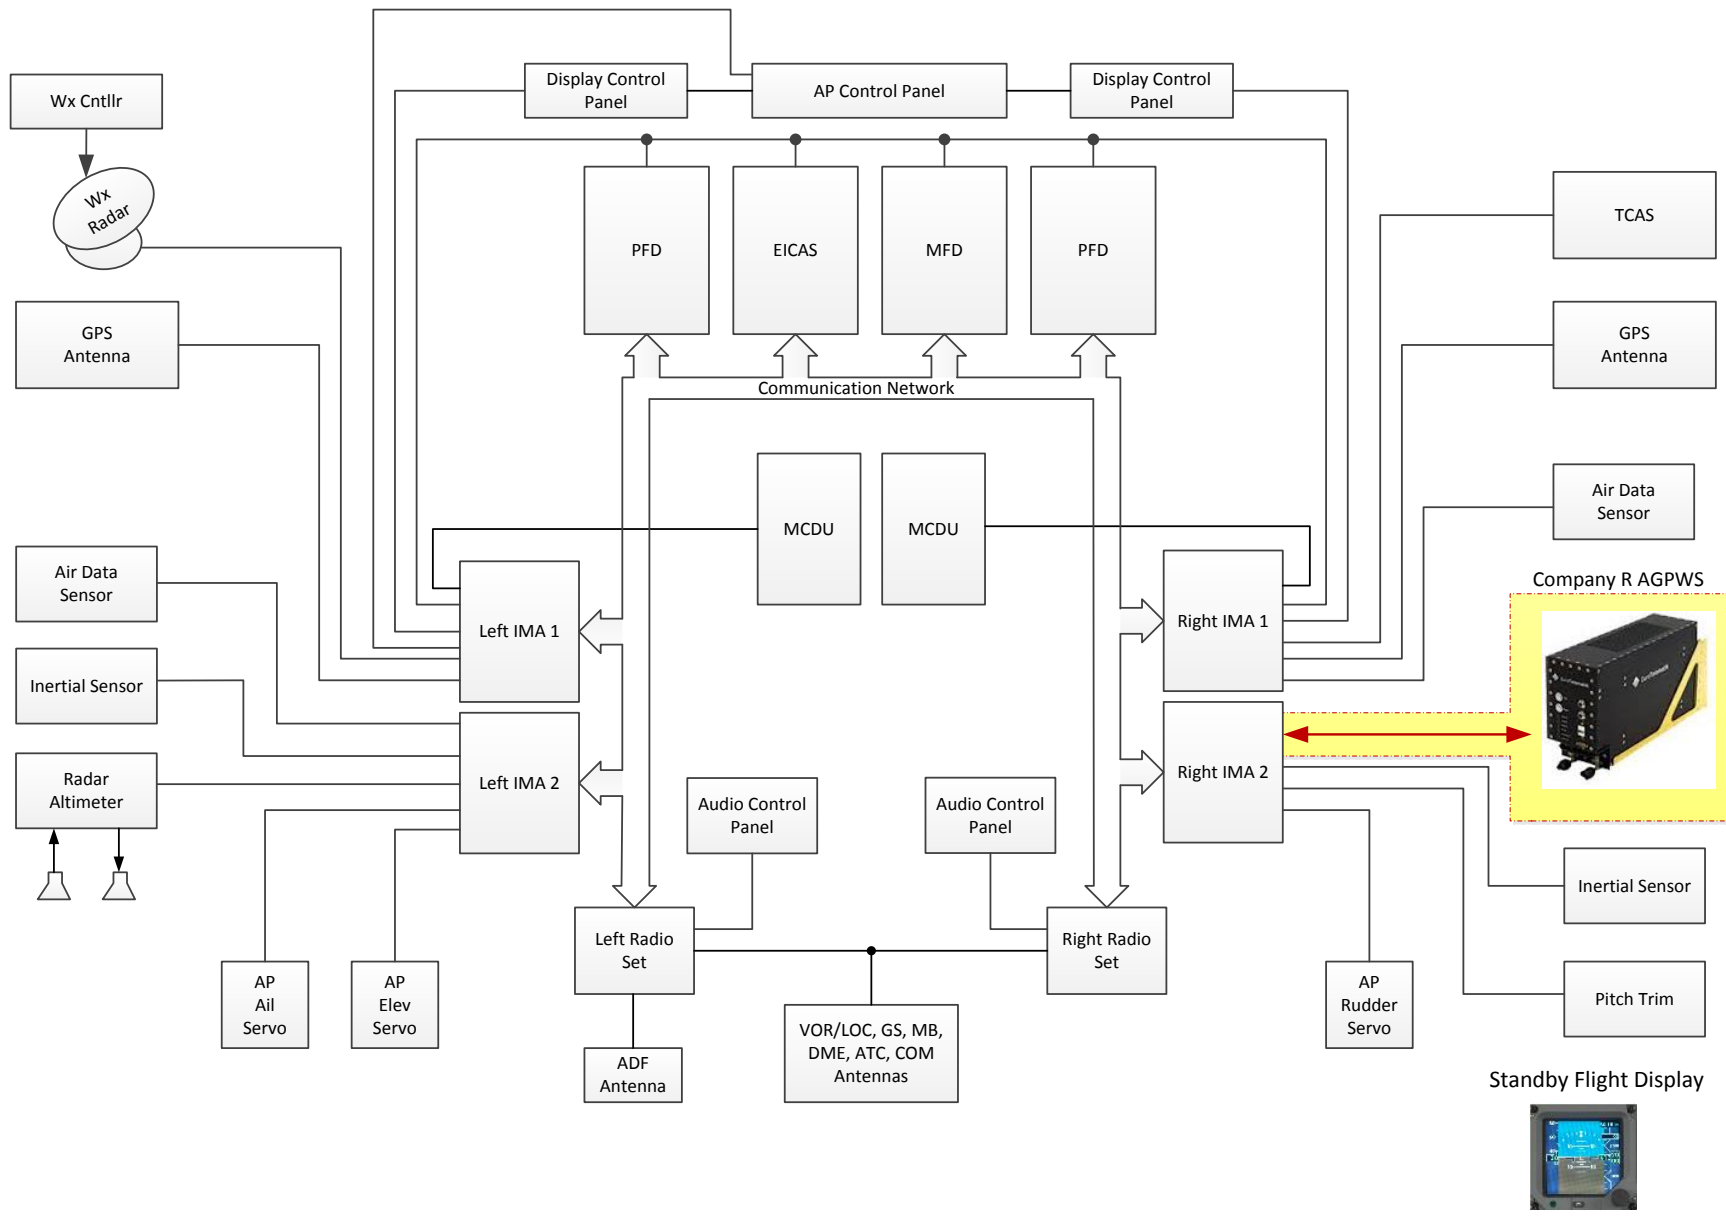 Wx Cntllr
Display Control
Panel
AP Control Panel
Display Control
Panel
Wx
Radar
PFD
EICAS
MFD
PFD
TCAS
GPS
Antenna
GPS
Antenna
Communication Network
MCDU
MCDU
Air Data
Sensor
Air Data
Sensor
Left IMA 1
Right IMA 1
Company R AGPWS
Inertial Sensor
Radar
Altimeter
Left IMA 2
Right IMA 2
Audio Control
Panel
Audio Control
Panel
Inertial Sensor
Left Radio
Set
Right Radio
Set
AP
Ail
Servo
AP
Elev
Servo
VOR/LOC, GS, MB,
DME, ATC, COM
Antennas
AP
Rudder
Servo
Pitch Trim
ADF
Antenna
Standby Flight Display